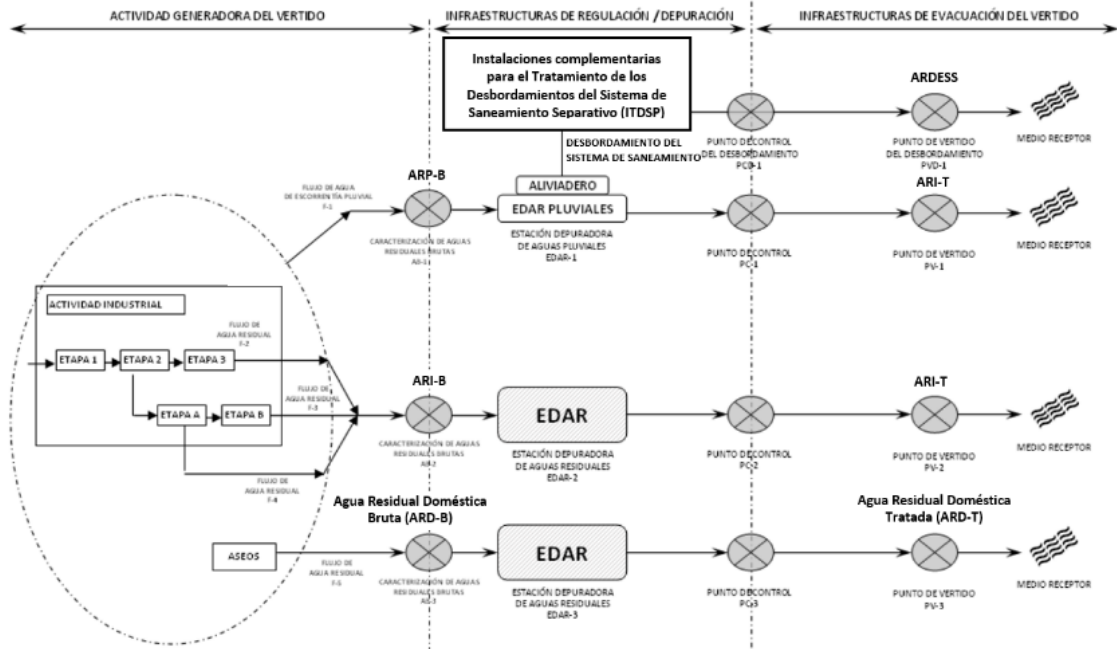 ACTIVIDAD GENERADORA DEL VERTIDO
INFRAESTRUCTURAS DE REGULACIÓN /DEPURACIÓN
INFRAESTRUCTURAS DE EVACUACIÓN DEL VERTIDO
Instalaciones complementarias
para el Tratamiento de los
Desbordamientos del Sistema de
Saneamiento Separativo (ITDSP)
ARDESS
PUNTO DE CONTROL
DEL DESBORDAMIENTO
PCD-1
PUNTO DE VERTIDO
DEL DESBORDAMIENTO
PVD-1
MEDIO RECEPTOR
DESBORDAMIENTO DEL
SISTEMA DE SANEAMIENTO
FLUJO DE AGUA
DE ESCORRENTÍA PLUVIAL
F-1
ARP-B
CARACTERIZACIÓN DE AGUAS
RESIDUALES BRUTAS
AB-1
ALIVIADERO
EDAR PLUVIALES
ESTACIÓN DEPURADORA
DE AGUAS PLUVIALES
EDAR-1
PUNTO DE CONTROL
PC-1
ARI-T
PUNTO DE VERTIDO
PV-1
MEDIO RECEPTOR
ACTIVIDAD INDUSTRIAL
ETAPA 1
ETAPA 2
ETAPA 3
FLUJO DE
AGUA RESIDUAL
F-2
ETAPA A
ETAPA B
FLUJO DE
AGUA RESIDUAL
F-3
FLUJO DE
AGUA RESIDUAL
F-4
ARI-B
CARACTERIZACIÓN DE AGUAS
RESIDUALES BRUTAS
AB-2
EDAR
ESTACIÓN DEPURADORA
DE AGUAS RESIDUALES
EDAR-2
PUNTO DE CONTROL
PC-2
ARI-T
PUNTO DE VERTIDO
PV-2
MEDIO RECEPTOR
ASEOS
FLUJO DE
AGUA RESIDUAL
F-5
Agua Residual Doméstica
Bruta (ARD-B)
CARACTERIZACIÓN DE AGUAS
RESIDUALES BRUTAS
AB-3
EDAR
ESTACIÓN DEPURADORA
DE AGUAS RESIDUALES
EDAR-3
PUNTO DE CONTROL
PC-3
Agua Residual Doméstica
Tratada (ARD-T)
PUNTO DE VERTIDO
PV-3
MEDIO RECEPTOR